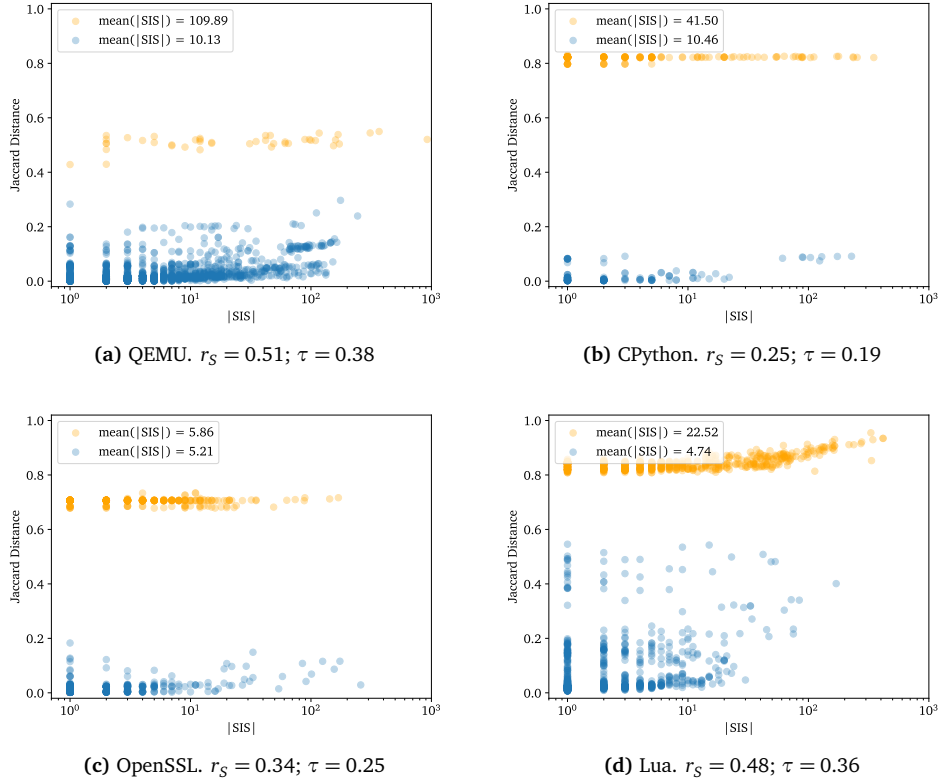 1.0
mean(|SIS|) = 109.89
mean(|SIS|) = 10.13
0.8
0.6
Jaccard Distance
0.4
0.2
0.0
10^0
10^1
10^2
10^3
|SIS|
(a) QEMU. r_S = 0.51; τ = 0.38
1.0
mean(|SIS|) = 41.50
mean(|SIS|) = 10.46
0.8
0.6
Jaccard Distance
0.4
0.2
0.0
10^0
10^1
10^2
10^3
|SIS|
(b) CPython. r_S = 0.25; τ = 0.19
1.0
mean(|SIS|) = 5.86
mean(|SIS|) = 5.21
0.8
0.6
Jaccard Distance
0.4
0.2
0.0
10^0
10^1
10^2
10^3
|SIS|
(c) OpenSSL. r_S = 0.34; τ = 0.25
1.0
mean(|SIS|) = 22.52
mean(|SIS|) = 4.74
0.8
0.6
Jaccard Distance
0.4
0.2
0.0
10^0
10^1
10^2
10^3
|SIS|
(d) Lua. r_S = 0.48; τ = 0.36